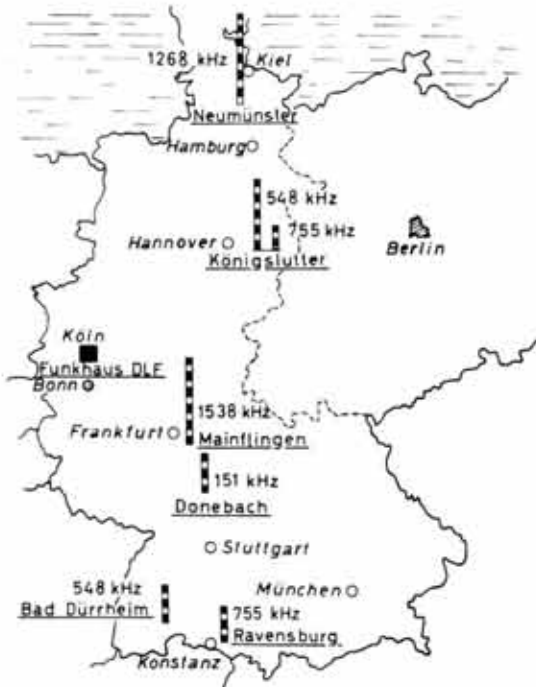 1268 kHz
Kiel
Neumünster
Hamburg
548 kHz
755 kHz
Hannover
Königslutter
Berlin
Köln
Funkhaus DLF
Bonn
1538 kHz
Frankfurt
Mainflingen
151 kHz
Donebach
Stuttgart
548 kHz
Bad Dürrheim
München
755 kHz
Ravensburg
Konstanz